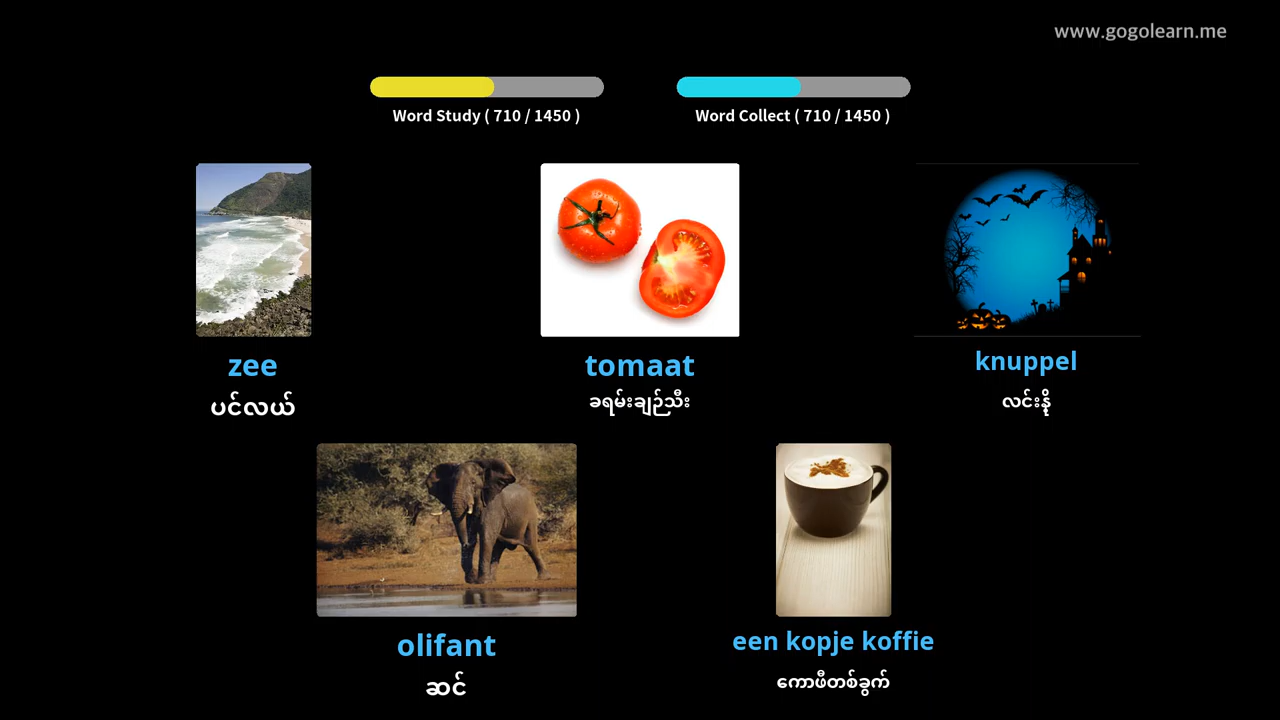 www.gogolearn.me
Word Study ( 710 / 1450 )
Word Collect ( 710 / 1450 )
zee
ပင်လယ်
tomaat
ခရမ်းချဉ်သီး
knuppel
လင်းနို့
olifant
ဆင်
een kopje koffie
ကောဖီတစ်ခွက်